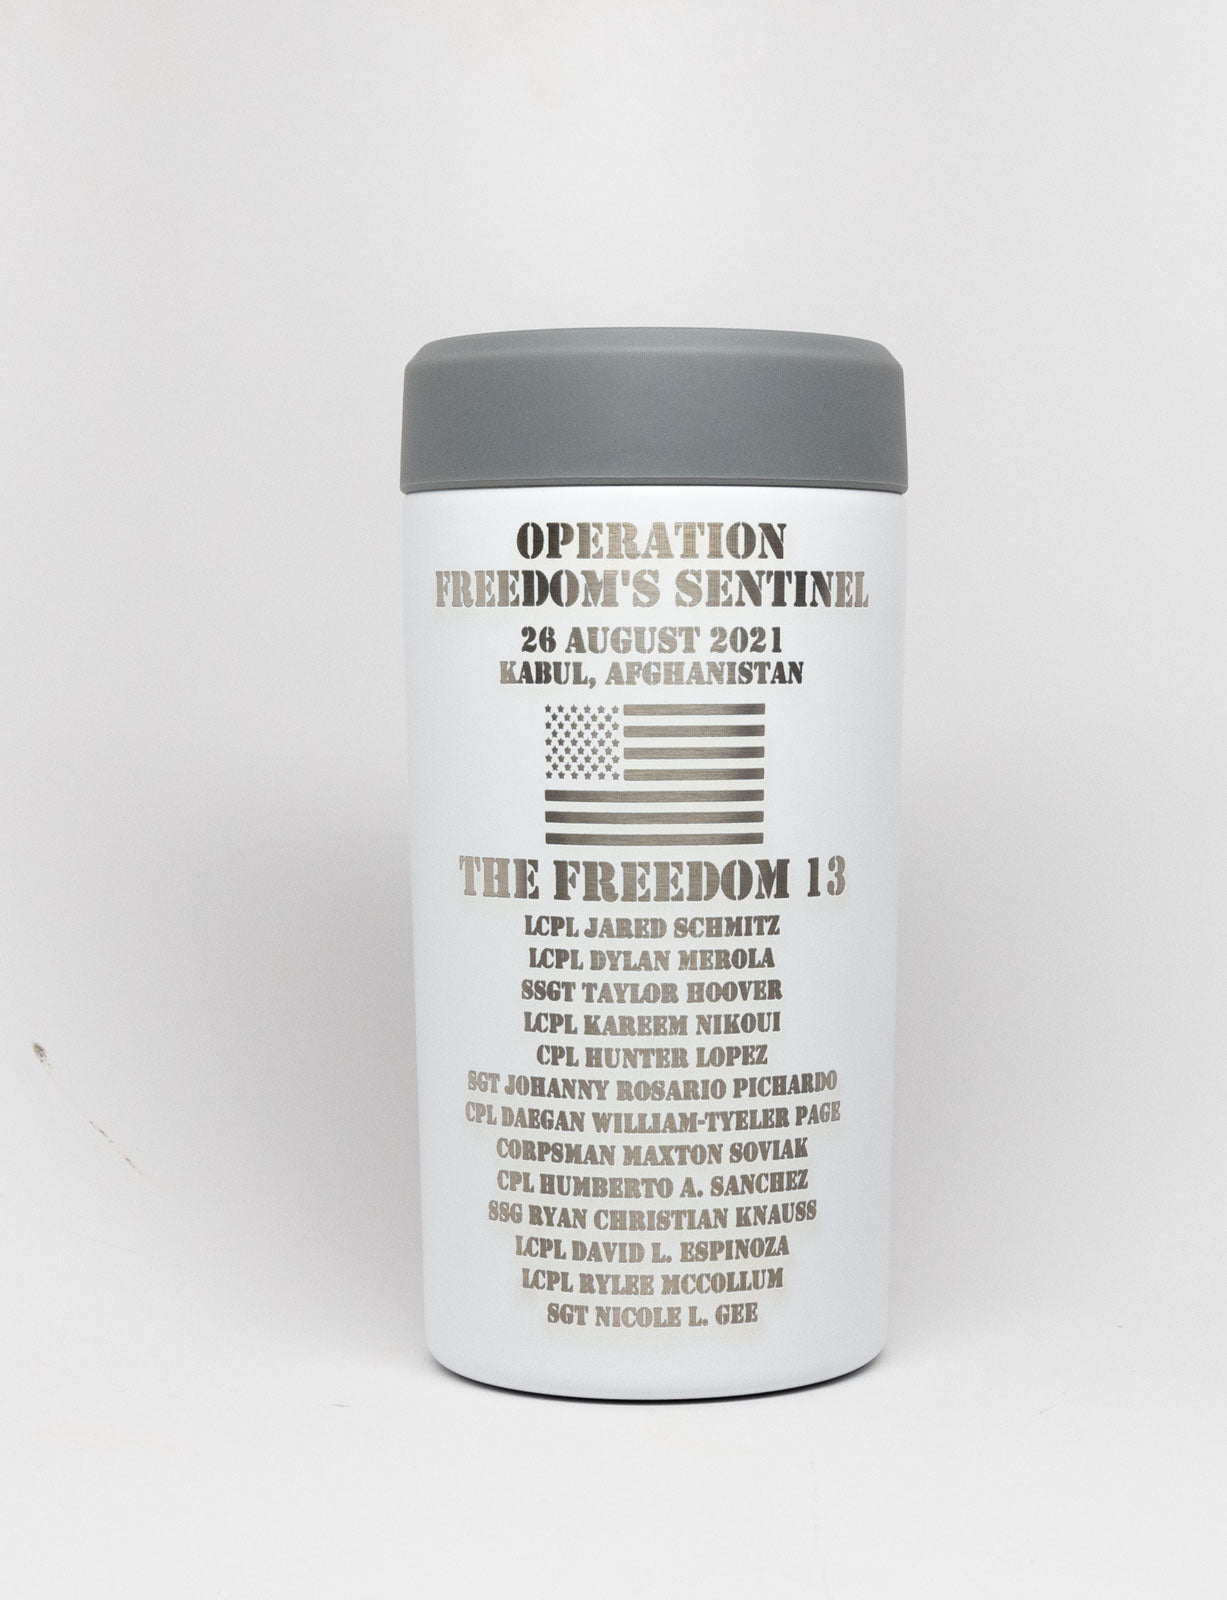 OPERATION
FREEDOM'S SENTINEL
26 AUGUST 2021
KABUL, AFGHANISTAN
THE FREEDOM 13
LCPL JARED SCHMITZ
LCPL DYLAN MEROLA
SSGT TAYLOR HOOVER
LCPL KAREEM NIKOUI
CPL HUNTER LOPEZ
SGT JOHANNY ROSARIO PICHARDO
CPL DAEGAN WILLIAM-TYELER PAGE
CORPSMAN MAXTON SOVIAK
CPL HUMBERTO A. SANCHEZ
SSG RYAN CHRISTIAN KNAUSS
LCPL DAVID L. ESPINOZA
LCPL RYLEE MCCOLLUM
SGT NICOLE L. GEE